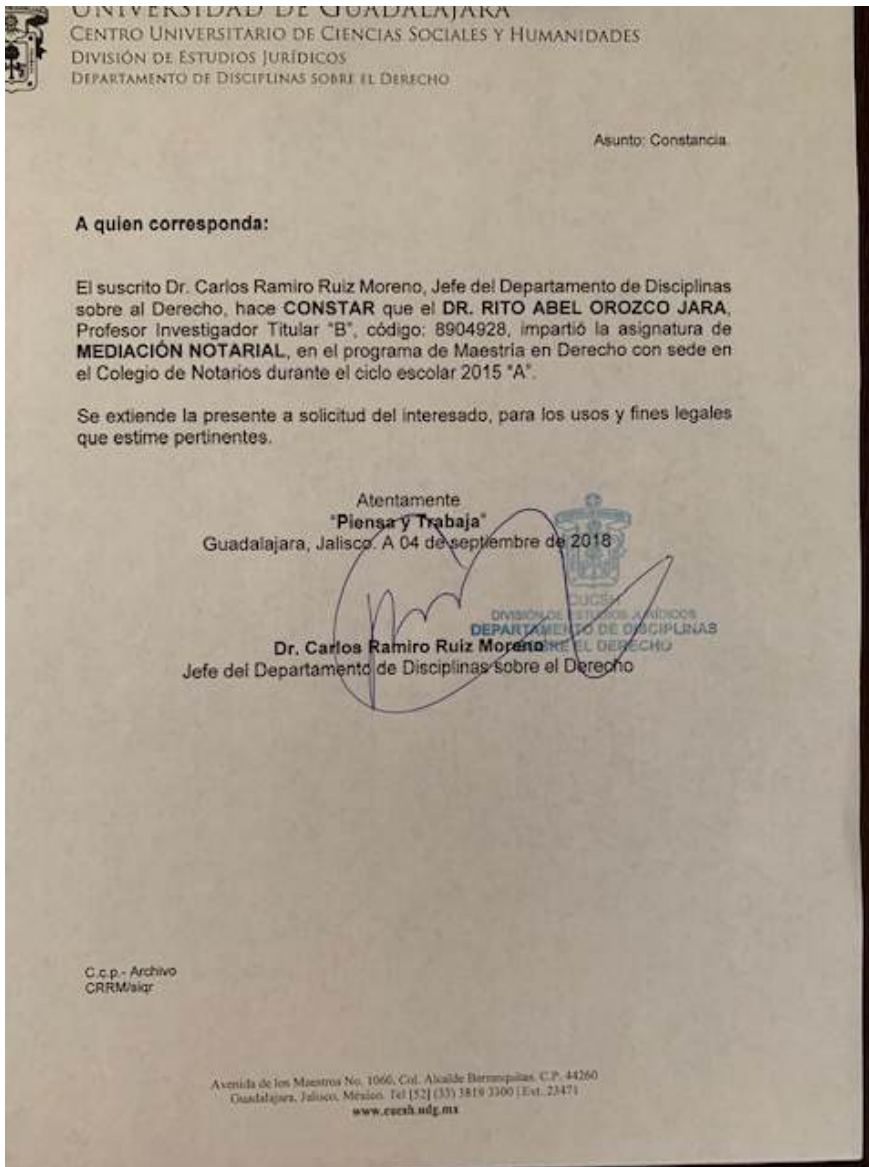 UNIVERSIDAD DE GUADALAJARA
CENTRO UNIVERSITARIO DE CIENCIAS SOCIALES Y HUMANIDADES
DIVISIÓN DE ESTUDIOS JURÍDICOS
DEPARTAMENTO DE DISCIPLINAS SOBRE EL DERECHO
Asunto: Constancia.
A quien corresponda:
El suscrito Dr. Carlos Ramiro Ruiz Moreno, Jefe del Departamento de Disciplinas
sobre al Derecho, hace CONSTAR que el DR. RITO ABEL OROZCO JARA,
Profesor Investigador Titular "B", código: 8904928, impartió la asignatura de
MEDIACIÓN NOTARIAL, en el programa de Maestría en Derecho con sede en
el Colegio de Notarios durante el ciclo escolar 2015 "A".
Se extiende la presente a solicitud del interesado, para los usos y fines legales
que estime pertinentes.
Atentamente
"Piensa y Trabaja"
Guadalajara, Jalisco. A 04 de septiembre de 2018
CUCSH
DIVISIÓN DE ESTUDIOS JURÍDICOS
DEPARTAMENTO DE DISCIPLINAS
SOBRE EL DERECHO
Dr. Carlos Ramiro Ruiz Moreno
Jefe del Departamento de Disciplinas sobre el Derecho
C.c.p.- Archivo
CRRM/siqr
Avenida de los Maestros No. 1060, Col. Alcalde Barranquitas, C.P. 44260
Guadalajara, Jalisco, México. Tel [52] (33) 3819 3300 | Ext. 23471
www.cucsh.udg.mx